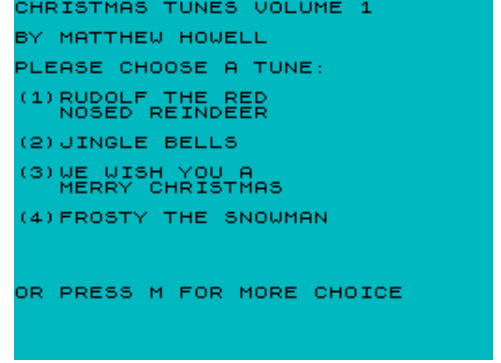 CHRISTMAS TUNES VOLUME 1
BY MATTHEW HOWELL
PLEASE CHOOSE A TUNE:
(1) RUDOLF THE RED
NOSED REINDEER
(2) JINGLE BELLS
(3) WE WISH YOU A
MERRY CHRISTMAS
(4) FROSTY THE SNOWMAN
OR PRESS M FOR MORE CHOICE